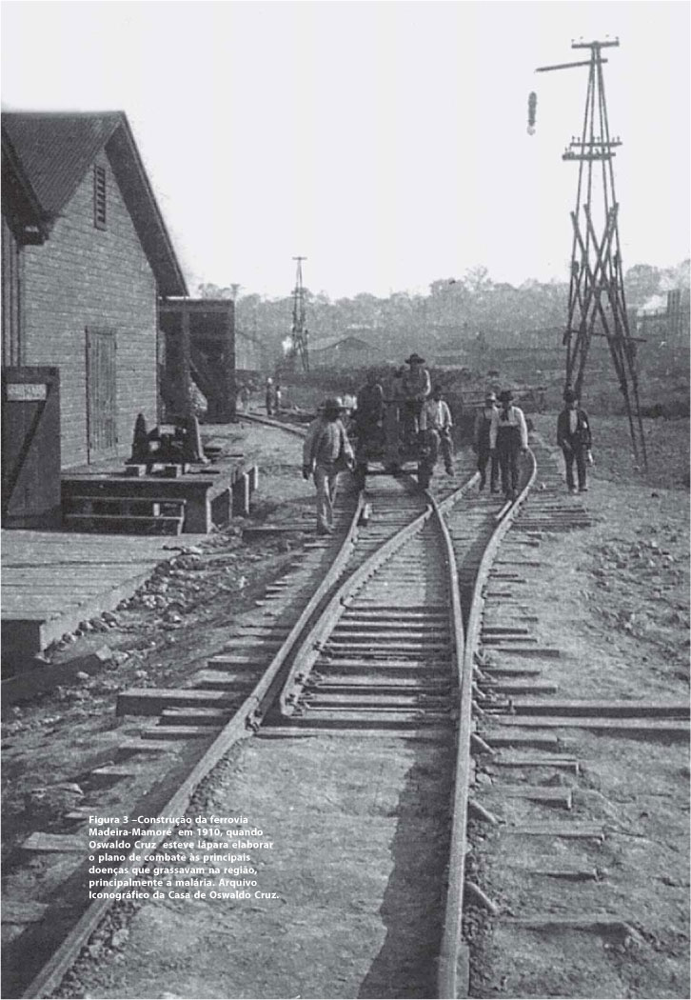 Figura 3 –Construção da ferrovia
Madeira-Mamoré  em 1910, quando
Oswaldo Cruz  esteve lápara elaborar
o plano de combate às principais
doenças que grassavam na região,
principalmente a malária. Arquivo
Iconográfico da Casa de Oswaldo Cruz.